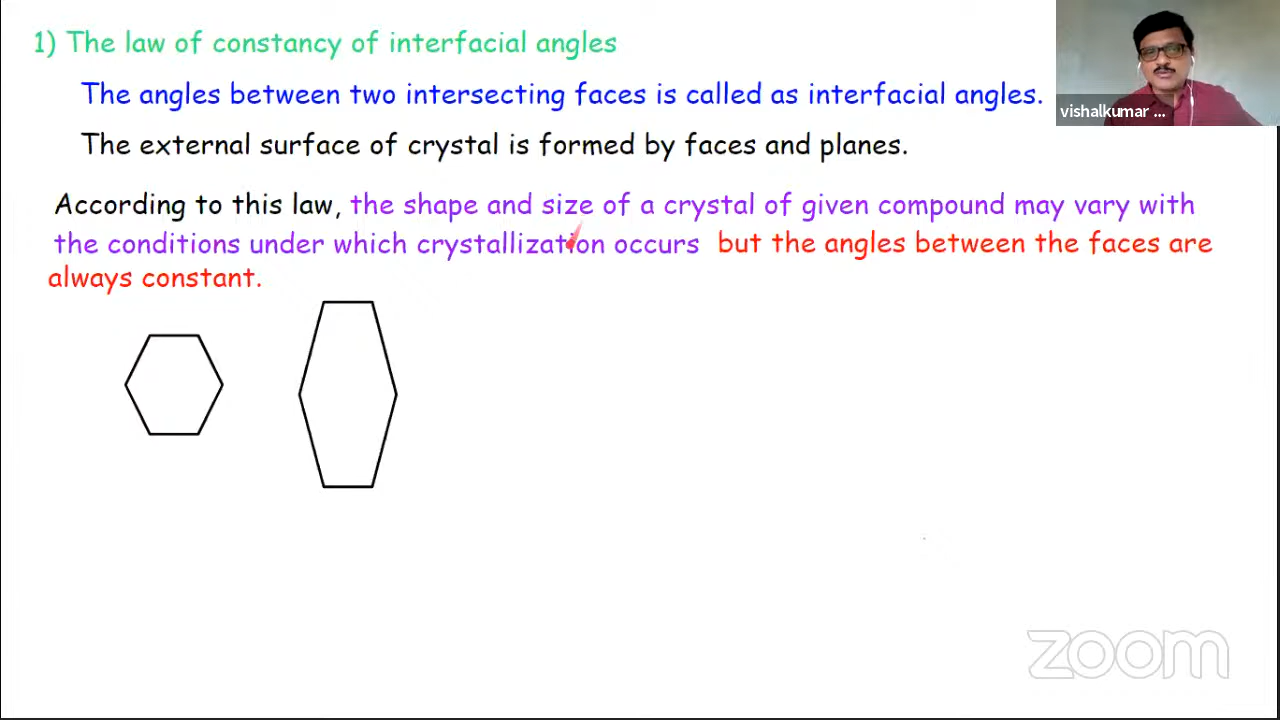 1) The law of constancy of interfacial angles
The angles between two intersecting faces is called as interfacial angles.
vishalkumar ...
The external surface of crystal is formed by faces and planes.
According to this law, the shape and size of a crystal of given compound may vary with
the conditions under which crystallization occurs but the angles between the faces are
always constant.
zoom